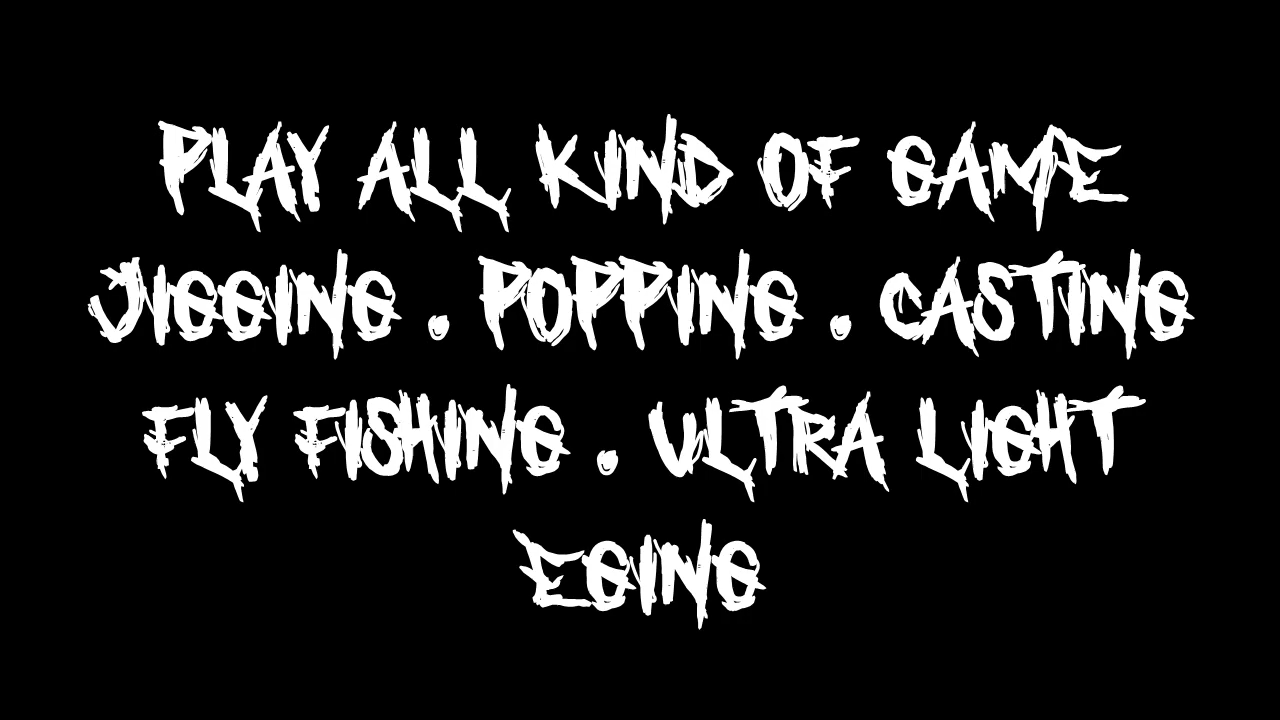 PLAY ALL KIND OF GAME
JIGGING . POPPING . CASTING
FLY FISHING . ULTRA LIGHT
EGING